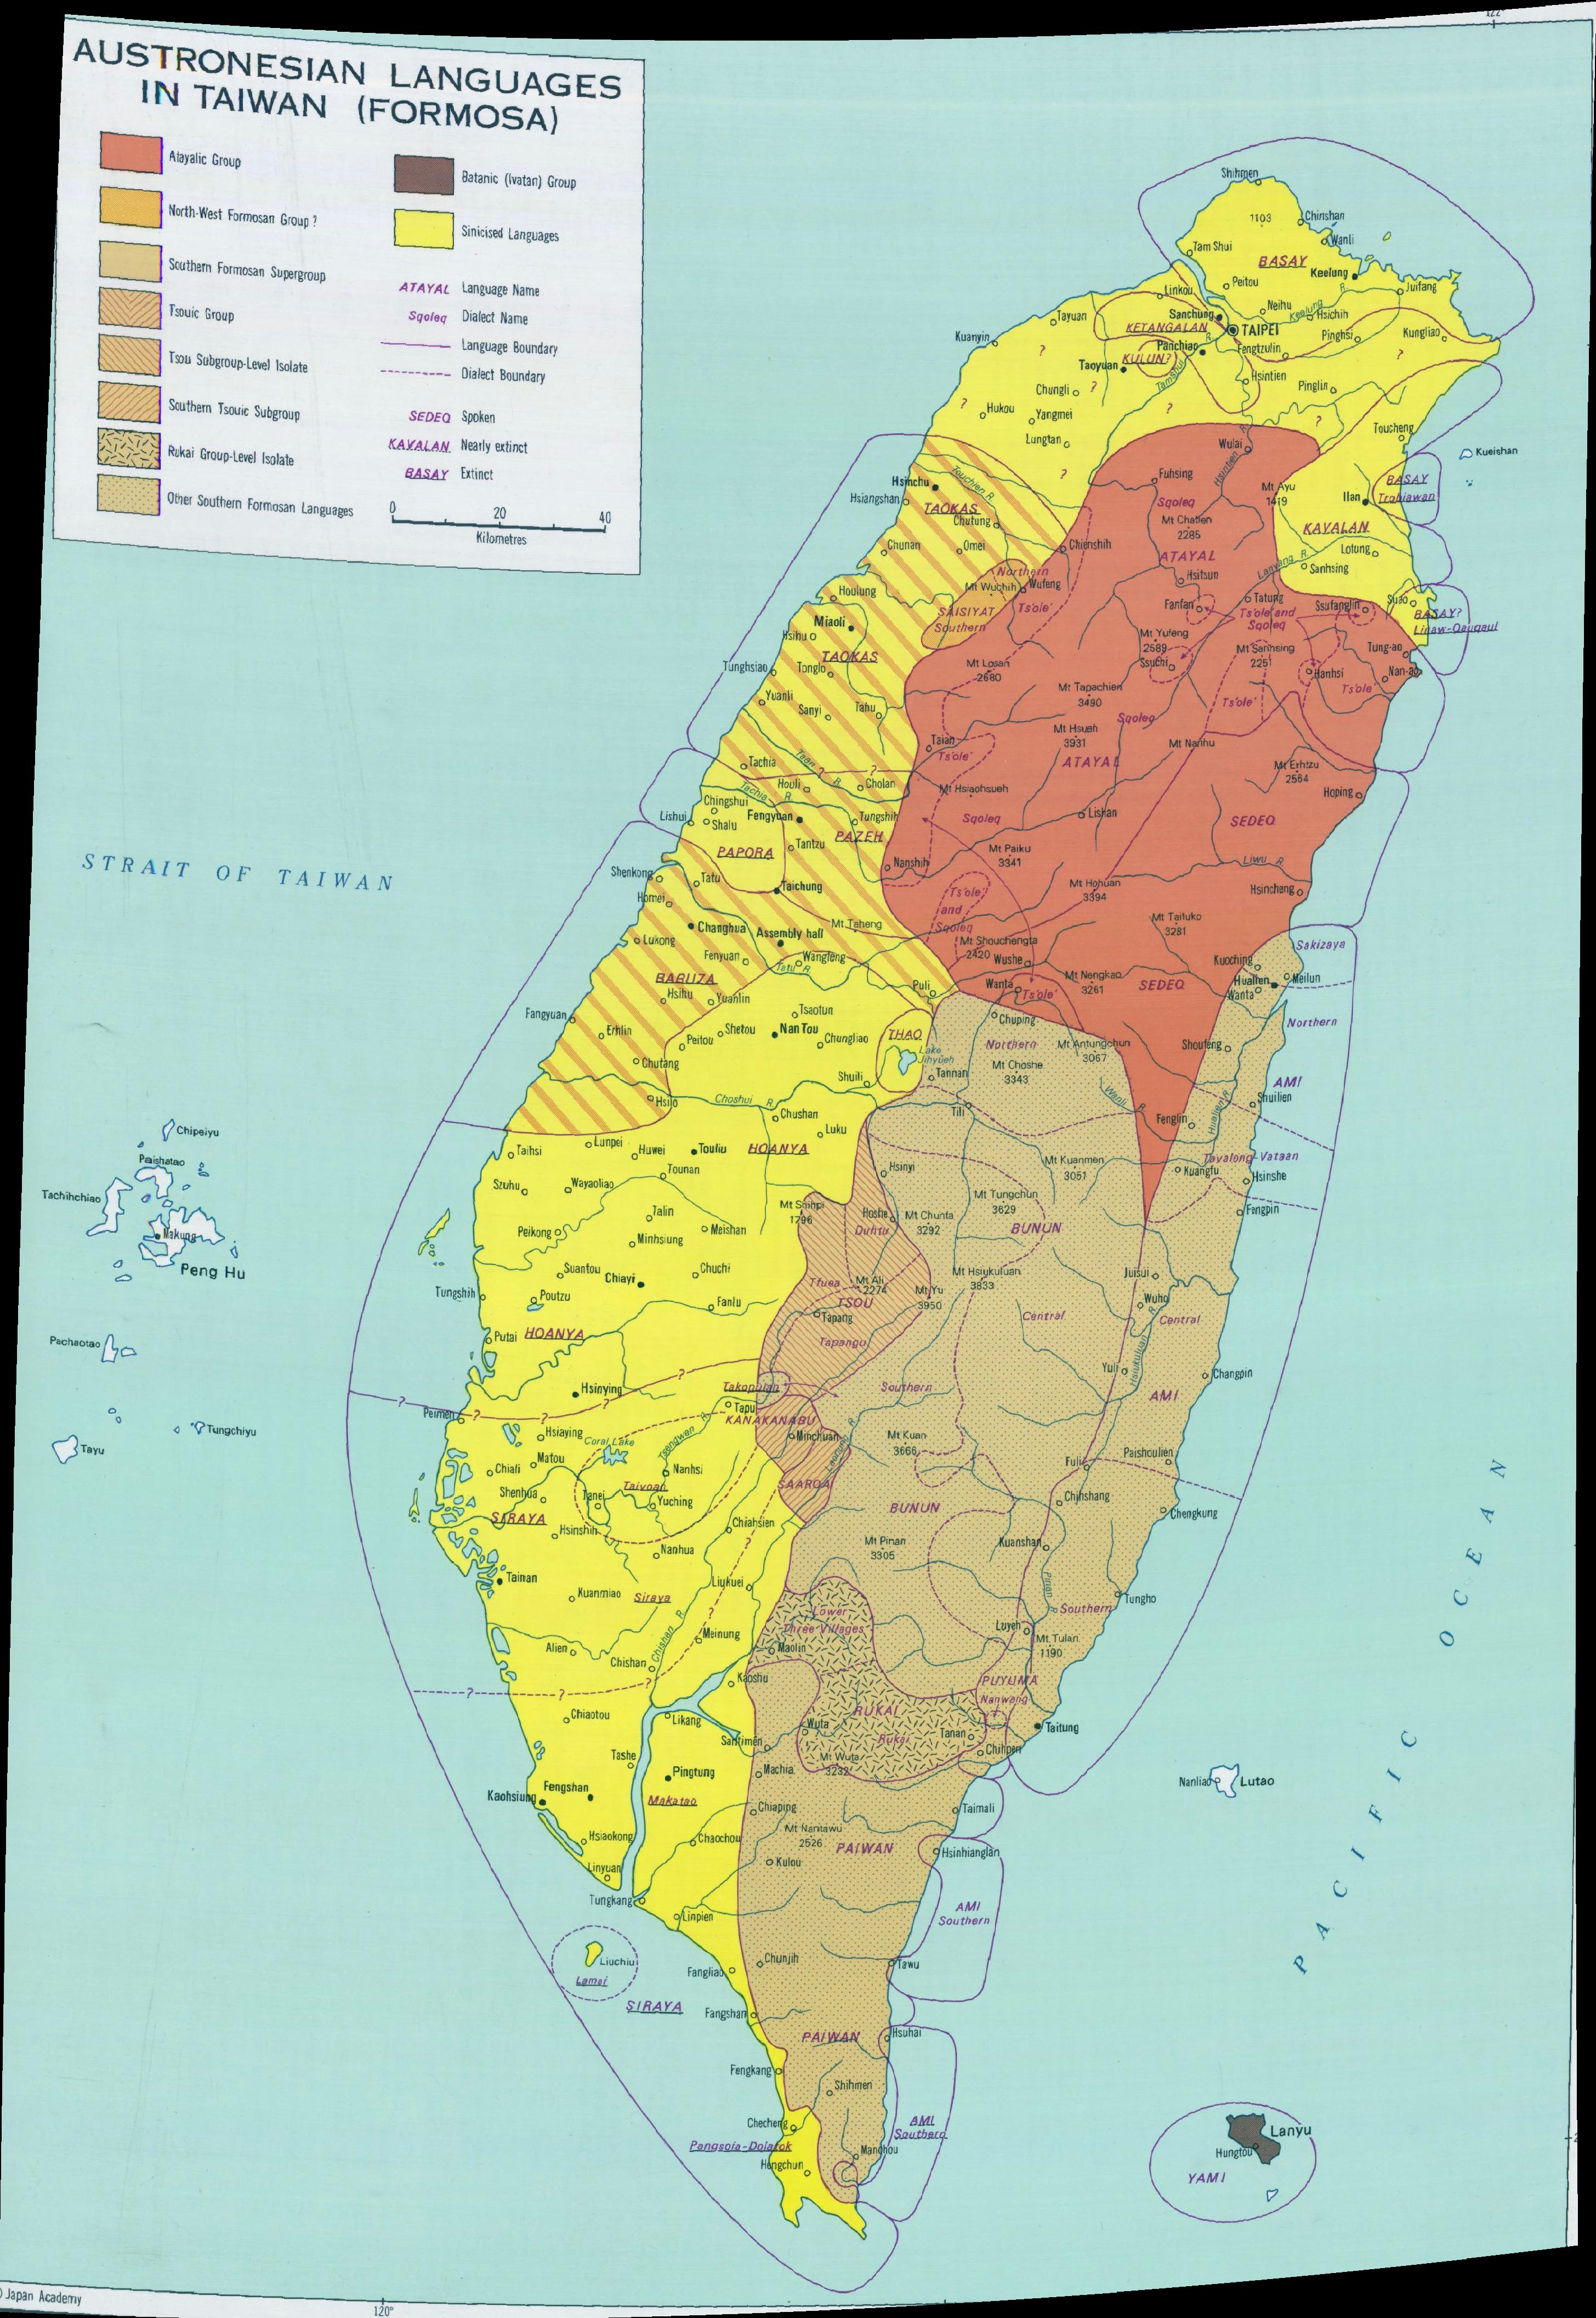 AUSTRONESIAN LANGUAGES
IN TAIWAN (FORMOSA)
Atayalic Group
North-West Formosan Group ?
Southern Formosan Supergroup
Tsouic Group
Tsou Subgroup-Level Isolate
Southern Tsouic Subgroup
Rukai Group-Level Isolate
Other Southern Formosan Languages
Batanic (Ivatan) Group
Sinicised Languages
ATAYAL Language Name
Sqoleq Dialect Name
Language Boundary
Dialect Boundary
SEDEQ Spoken
KAVALAN Nearly extinct
BASAY Extinct
0 20 40
Kilometres
122°
Shihmen
1103
Chinshan
Wanli
Tam Shui
BASAY
Keelung
Peitou
Juifang
Linkou
Neihu
Keelung R.
Hsichih
Tayuan
Sanchung
KETANGALAN
TAIPEI
Kuanyin
Panchiao
Fengtzulin
Pinghsi
Kungliao
?
Taoyuan
KULUN?
Tamshui R
Hsintien
Pinglin
?
Chungli
?
?
Hukou
Yangmei
?
?
Lungtan
Toucheng
Wulai
Kueishan
?
Hsinchu
Touchien R
Fuhsing
Hsintien R
Mt Ayu
1419
Ilan
BASAY
Trobiawan
Hsiangshan
TAOKAS
Sqoleq
Chutung
Mt Chatien
2285
KAVALAN
Chunan
Omei
Chienshih
ATAYAL
Lotung
Lanyang R.
Sanhsing
Northern
Hsitsun
Mt Wuchih
Wufeng
Houlung
SAISIYAT
Ts'ole'
Fanfan
Tatung
Ts'ole and
Sqoleq
Ssufanglin
Suao
BASAY?
Linaw-Qauqaul
Southern
Miaoli
Hsihu
Mt Yufeng
2589
Ssuchi
Mt Sanhsing
2251
Tung-ao
TAOKAS
Mt Losan
2680
Hanhsi
Nan-ao
Tunghsiao
Tonglo
Ts'ole'
Mt Tapachien
3490
Ts'ole'
Yuanli
Sanyi
Tahu
Sqoleq
Mt Hsueh
3931
Taian
Mt Nanhu
Ts'ole'
ATAYAL
Tachia
Taan R
?
?
Mt Erhtzu
2564
Houli
Cholan
Mt Hsiaohsueh
Hoping
Tachia R
Chingshui
Lishui
Shalu
Fengyuan
Tungshih
Sqoleq
Lishan
SEDEQ
PAZEH
PAPORA
Tantzu
Mt Paiku
3341
Nanshih
Liwu R
STRAIT OF TAIWAN
Shenkong
Tatu
Taichung
Ts'ole'
and
Sqoleq
Mt Hohuan
3394
Hsincheng
Homei
Mt Taheng
Mt Taituko
3281
Changhua
Assembly hall
Lukong
Mt Shouchengta
2420
Sakizaya
Fenyuan
Tatu R
Wangfeng
Wushe
Kuoching
BABUZA
Mt Nengkao
3261
Hualien
Meilun
Puli
Wanta
Ts'ole'
SEDEQ
Wanta
Hsihu
Yuanlin
Fangyuan
Tsaotun
Chuping
Northern
Erhlin
Shetou
Nan Tou
THAO
Peitou
Chungliao
Northern
Mt Antungchun
3067
Shoufeng
Lake
Jihyueh
Chutang
Mt Choshe
3343
Shuili
Tannan
AMI
Wanli R
Shuilien
Hsilo
Choshui R
Tili
Hualien R
Chushan
Fenglin
Luku
Lunpei
Taihsi
Huwei
Touliu
HOANYA
Mt Kuanmen
3051
Tavalong-Vataan
Tounan
Hsinyi
Kuangfu
Hsinshe
Szuhu
Wayaoliao
Mt Tungchun
3629
Mt Shihpi
1796
Fengpin
Talin
Hoshe
Mt Chunta
3292
BUNUN
Peikong
Meishan
Duhtu
Minhsiung
Chipeiyu
Paishatao
Tachihchiao
Makung
Peng Hu
Suantou
Chuchi
Mt Hsiukuluan
3833
Juisui
Chiayi
Tfuea
Mt Ali
2274
Tungshih
Poutzu
Fanlu
TSOU
Mt Yu
3950
Wuho
Tapang
Central
Central
Putai
HOANYA
Tapangu
Pachaotao
Hsiukuluan R
Yuli
Changpin
Hsinying
?
Takopulan
Southern
AMI
?
?
?
?
Peimen
Tapu
Tungchiyu
KANAKANABU
Hsiaying
Coral Lake
Tsengwen R
Minchuan
Laonung R
Mt Kuan
3666
Tayu
Matou
Paishoulien
Chiali
Nanhsi
Fuli
Taivoan
SAAROA
Shenhua
Tanei
Yuching
Chihshang
SIRAYA
BUNUN
Chengkung
Hsinshih
Chiahsien
Mt Pinan
3305
Kuanshan
Nanhua
?
Tainan
Liukuei
Pinan R
Kuanmiao
Siraya
Tungho
Lower
Three Villages
Southern
?
Luyeh
Alien
Chishan R
Meinung
Maolin
Mt Tulan
1190
Chishan
?
?
?
Kaoshu
PUYUMA
Nanwang
Chiaotou
Likang
RUKAI
Wuta
Tanan
Taitung
Rukai
Santimen
Tashe
Chihpen
Mt Wuta
3232
Machia
Pingtung
Nanliao
Lutao
Kaohsiung
Fengshan
Makatao
Chiaping
Taimali
Hsiaokong
Chaochou
Mt Nantawu
2526
PAIWAN
Hsinhianglan
Linyuan
Kulou
Tungkang
Linpien
AMI
Southern
Liuchiu
Lamai
Chunjih
Fangliao
Tawu
SIRAYA
Fangshan
PAIWAN
Hsuhai
Fengkang
Shihmen
Checheng
AMI
Southern
Pangsoia-Dolatok
Manchou
Hengchun
Lanyu
Hungtou
YAMI
PACIFIC OCEAN
Japan Academy
120°